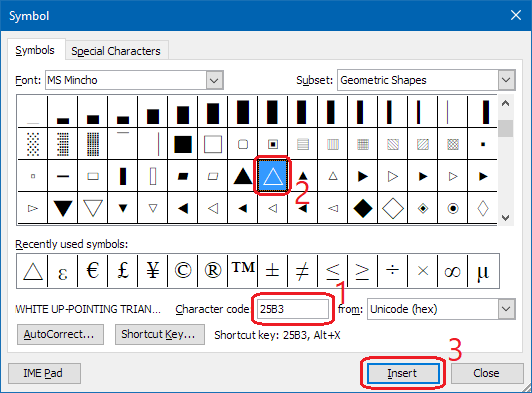 Symbol
Symbols Special Characters
Font: MS Mincho Subset: Geometric Shapes
2
Recently used symbols:
△ ε € £ ¥ © ® ™ ± ≠ ≤ ≥ ÷ × ∞ µ
1
WHITE UP-POINTING TRIAN... Character code: 25B3 from: Unicode (hex)
AutoCorrect... Shortcut Key... Shortcut key: 25B3, Alt+X
3
IME Pad Insert Close